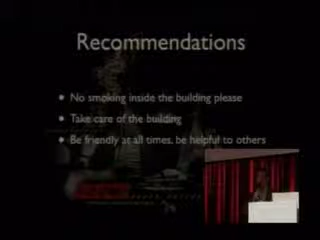 Recommendations
• No smoking inside the building please
• Take care of the building
• Be friendly at all times, be helpful to others